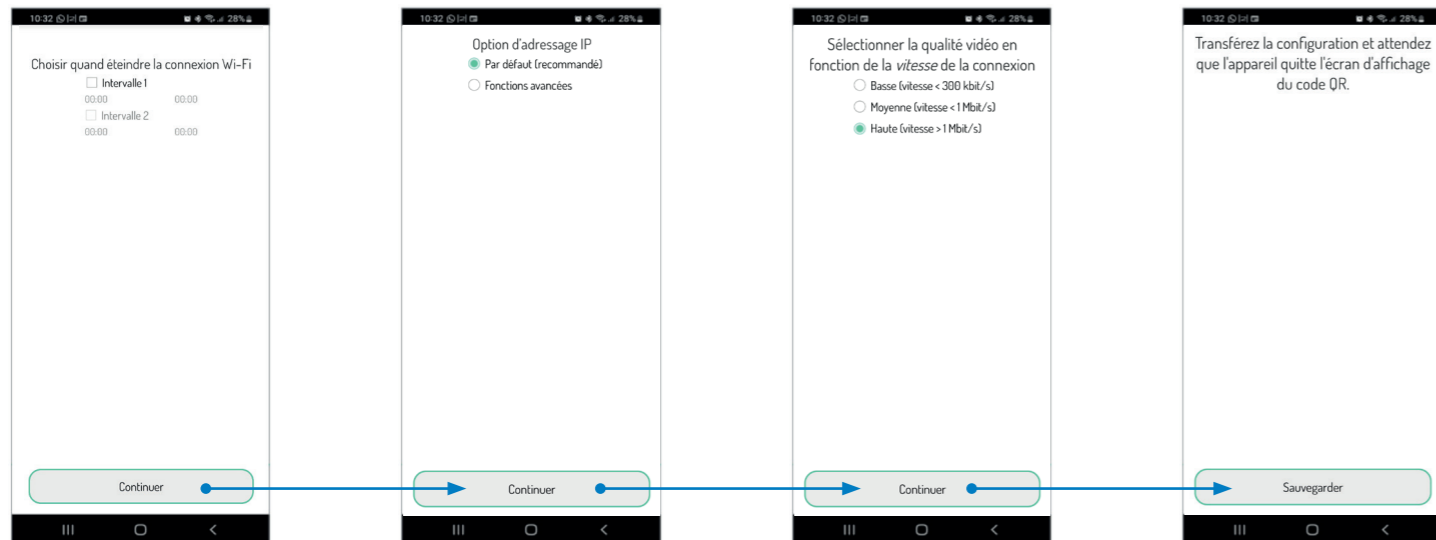 10:32 28%
Choisir quand éteindre la connexion Wi-Fi
Intervalle 1
00:00 00:00
Intervalle 2
00:00 00:00
Continuer
10:32 28%
Option d'adressage IP
Par défaut (recommandé)
Fonctions avancées
Continuer
10:32 28%
Sélectionner la qualité vidéo en
fonction de la vitesse de la connexion
Basse (vitesse < 300 kbit/s)
Moyenne (vitesse < 1 Mbit/s)
Haute (vitesse > 1 Mbit/s)
Continuer
10:32 28%
Transférez la configuration et attendez
que l'appareil quitte l'écran d'affichage
du code QR.
Sauvegarder